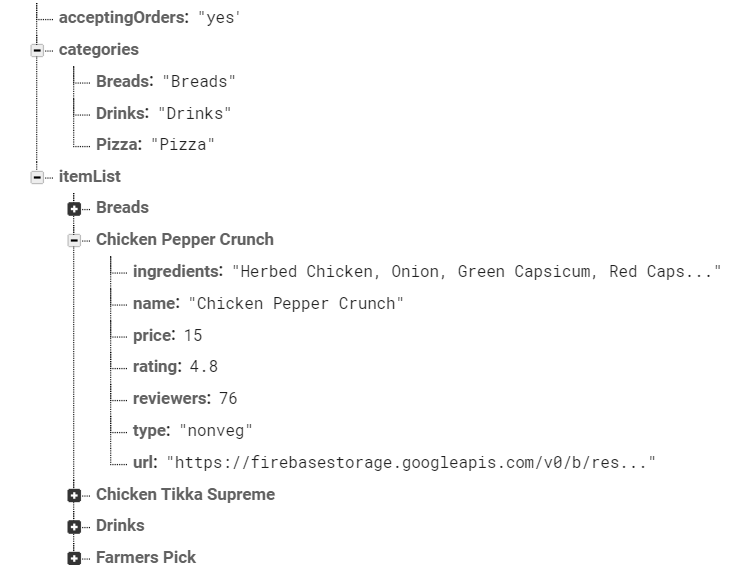 acceptingOrders: "yes'
categories
Breads: "Breads"
Drinks: "Drinks"
Pizza: "Pizza"
itemList
Breads
Chicken Pepper Crunch
ingredients: "Herbed Chicken, Onion, Green Capsicum, Red Caps..."
name: "Chicken Pepper Crunch"
price: 15
rating: 4.8
reviewers: 76
type: "nonveg"
url: "https://firebasestorage.googleapis.com/v0/b/res..."
Chicken Tikka Supreme
Drinks
Farmers Pick